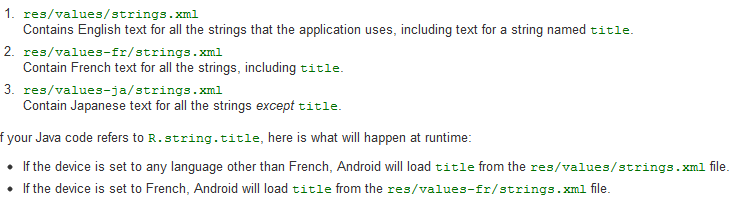 1. res/values/strings.xml
Contains English text for all the strings that the application uses, including text for a string named title.
2. res/values-fr/strings.xml
Contain French text for all the strings, including title.
3. res/values-ja/strings.xml
Contain Japanese text for all the strings except title.
f your Java code refers to R.string.title, here is what will happen at runtime:
• If the device is set to any language other than French, Android will load title from the res/values/strings.xml file.
• If the device is set to French, Android will load title from the res/values-fr/strings.xml file.